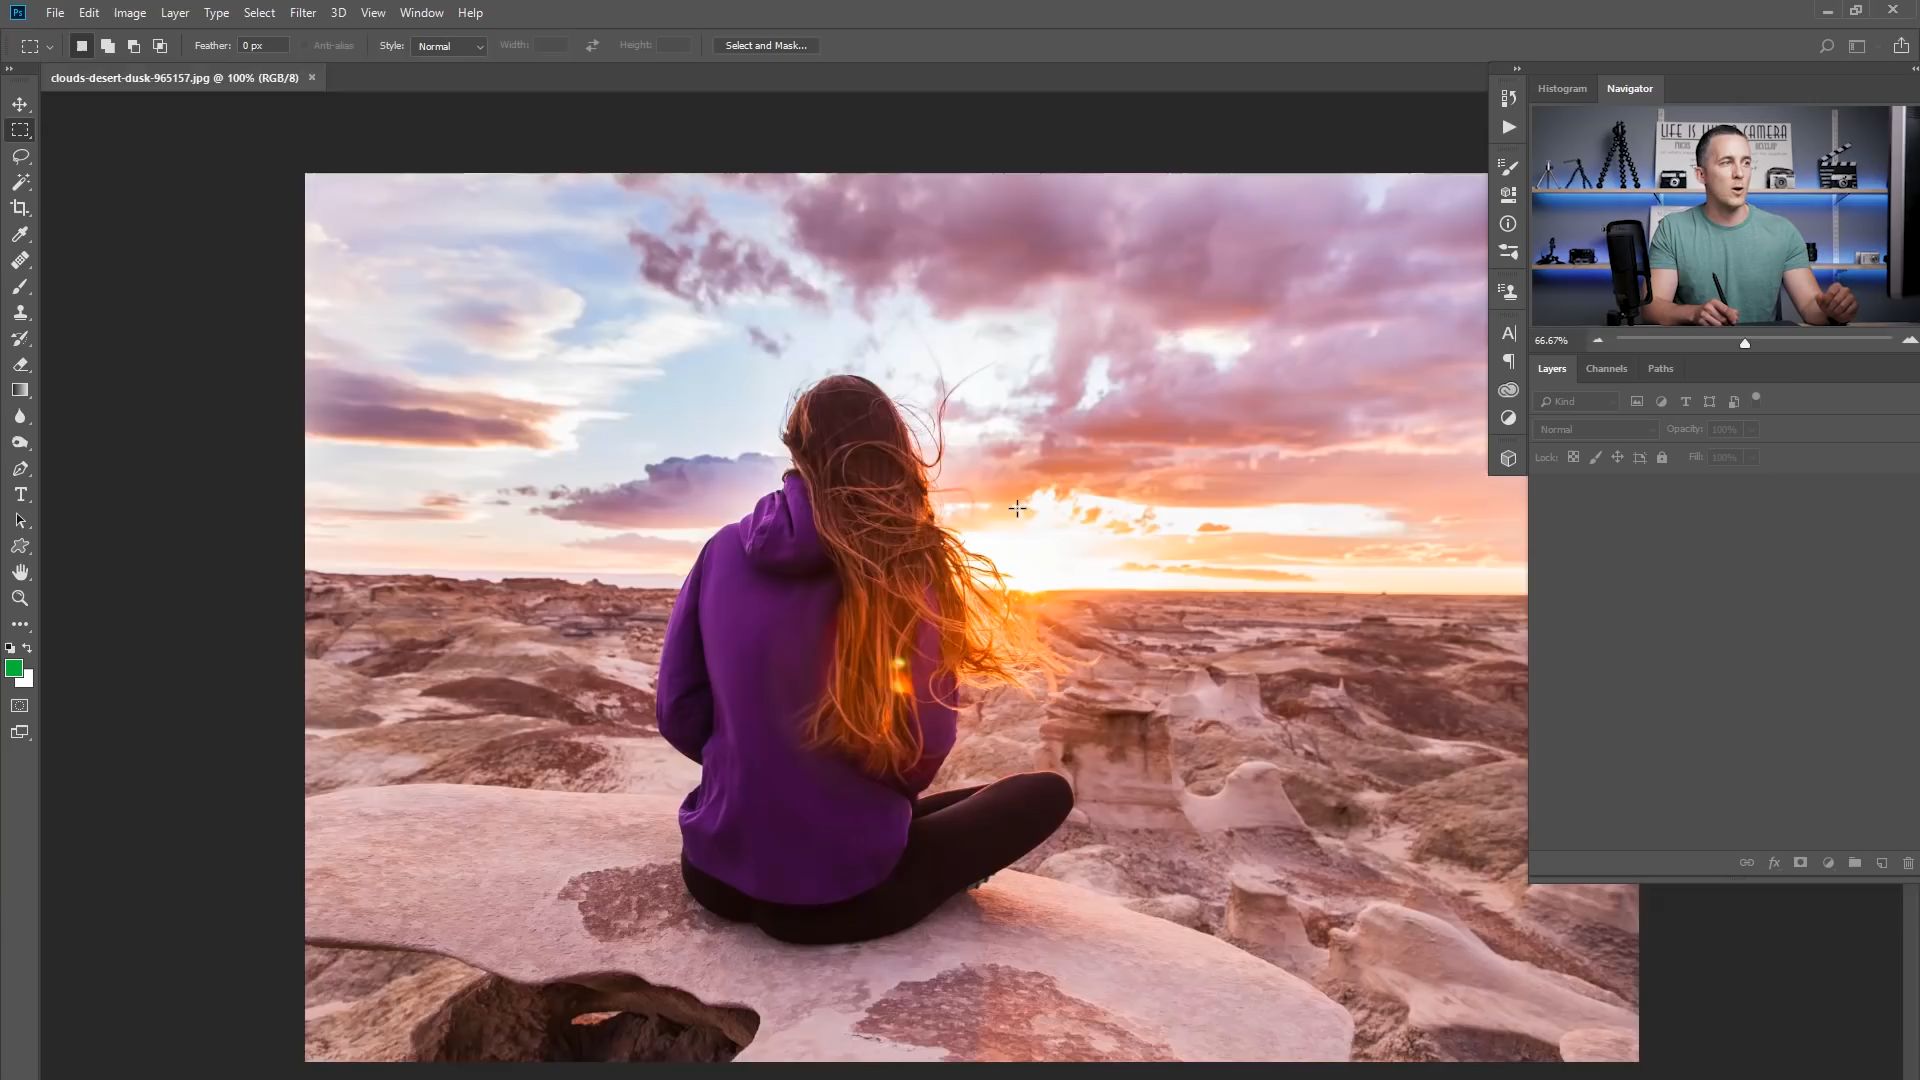 Ps File Edit Image Layer Type Select Filter 3D View Window Help
Feather: 0 px Anti-alias Style: Normal Width: Height: Select and Mask...
clouds-desert-dusk-965157.jpg @ 100% (RGB/8) ×
Histogram Navigator
LIFE IS CAMERA
66.67%
Layers Channels Paths
Kind
Normal Opacity: 100%
Lock: Fill: 100%